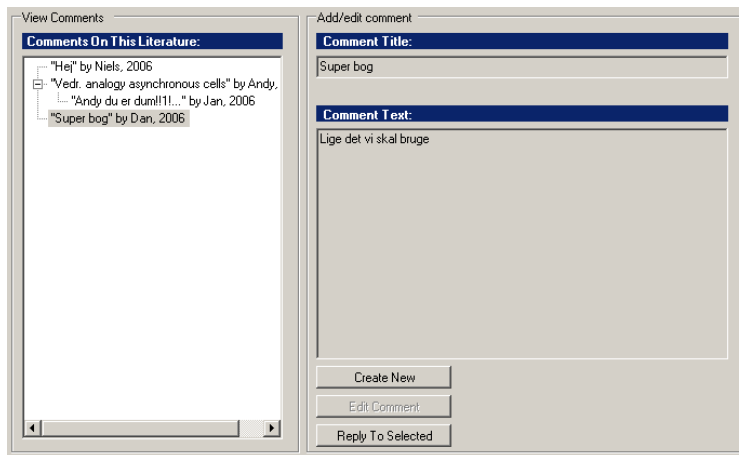 View Comments
Comments On This Literature:
"Hej" by Niels, 2006
"Vedr. analogy asynchronous cells" by Andy,
"Andy du er dum!!1!..." by Jan, 2006
"Super bog" by Dan, 2006
Add/edit comment
Comment Title:
Super bog
Comment Text:
Lige det vi skal bruge
Create New
Edit Comment
Reply To Selected